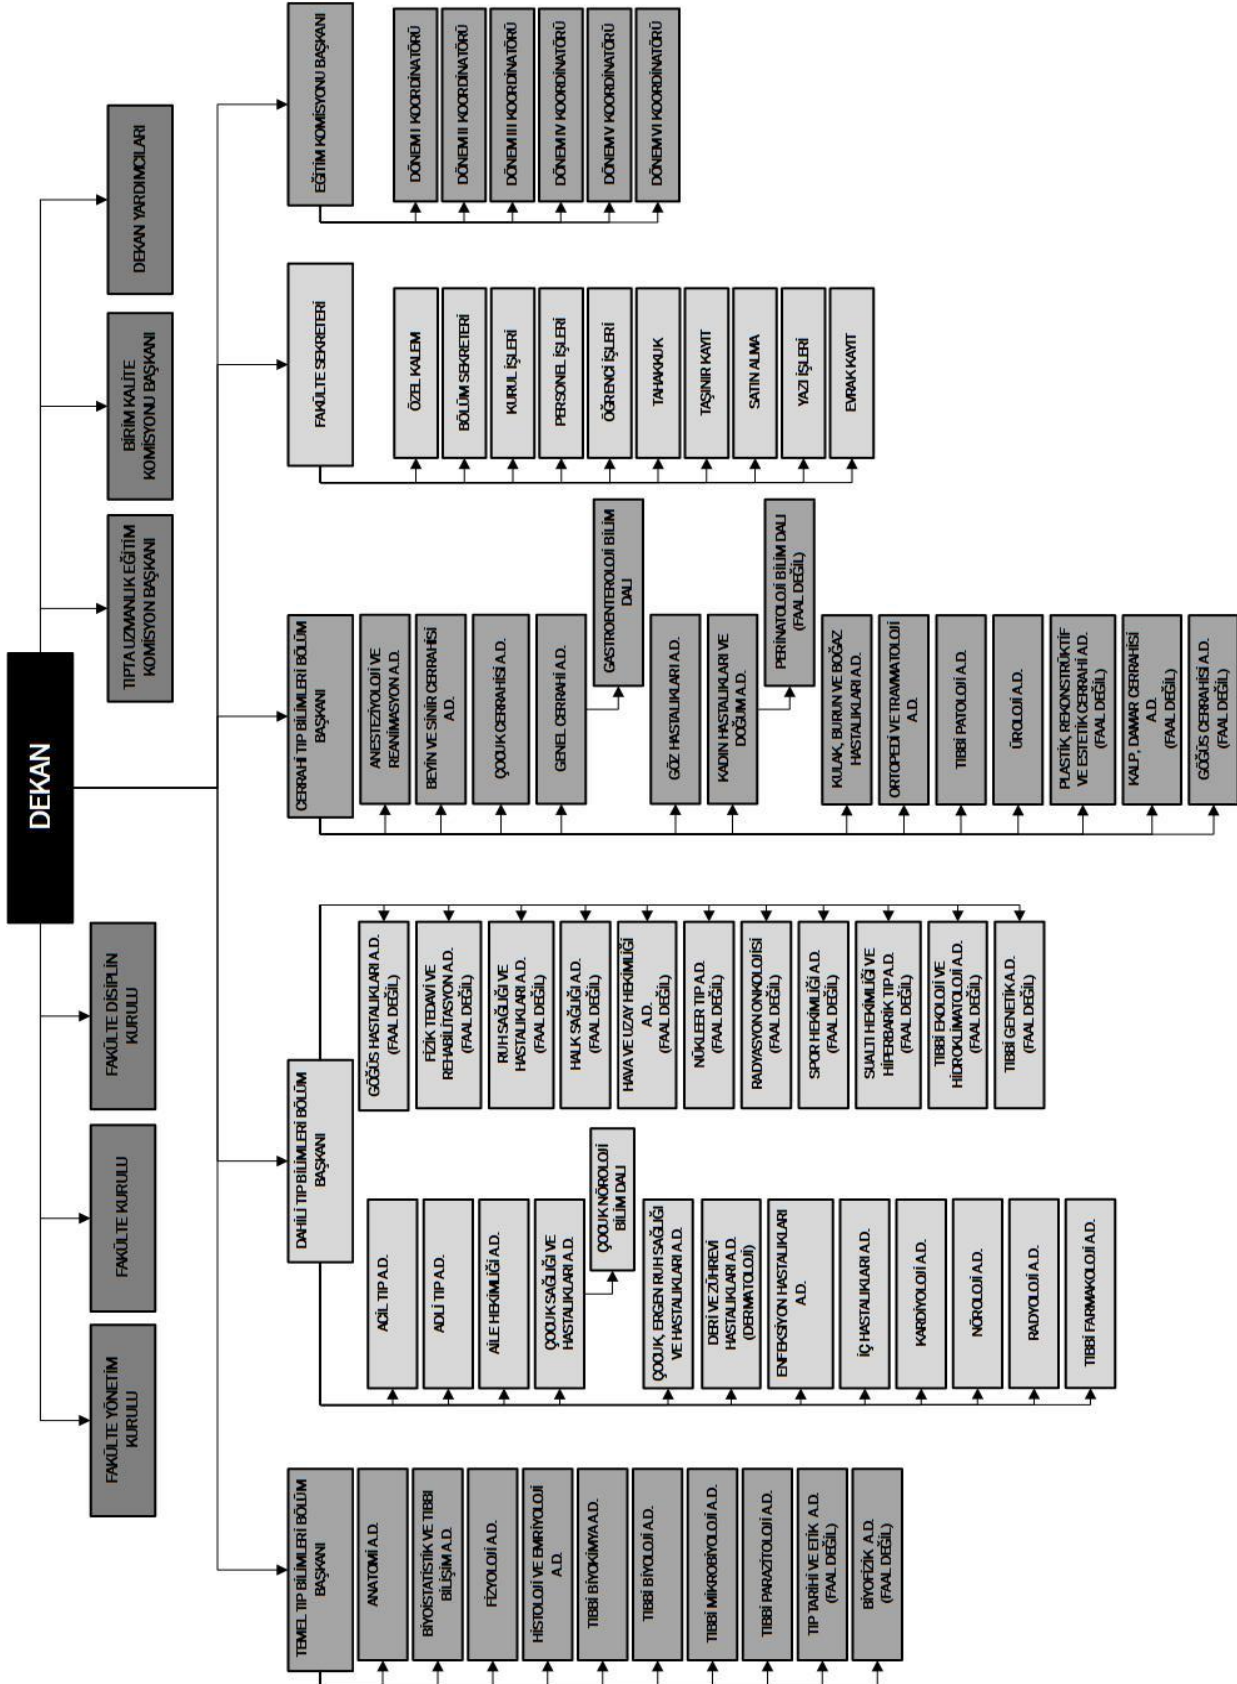 DEKAN
FAKÜLTE YÖNETİM
KURULU
FAKÜLTE KURULU
FAKÜLTE DİSİPLİN
KURULU
TIPTA UZMANLIK EĞİTİM
KOMİSYON BAŞKANI
BİRİM KALİTE
KOMİSYONU BAŞKANI
DEKAN YARDIMCILARI
TEMEL TIP BİLİMLERİ BÖLÜM
BAŞKANI
ANATOMİ A.D.
BİYOİSTATİSTİK VE TIBBİ
BİLİŞİM A.D.
FİZYOLOJİ A.D.
HİSTOLOJİ VE EMRİYOLOJİ
A.D.
TIBBİ BİYOKİMYA A.D.
TIBBİ BİYOLOJİ A.D.
TIBBİ MİKROBİYOLOJİ A.D.
TIBBİ PARAZİTOLOJİ A.D.
TIP TARİHİ VE ETİK A.D.
(FAAL DEĞİL)
BİYOFİZİK A.D.
(FAAL DEĞİL)
DAHİLİ TIP BİLİMLERİ BÖLÜM
BAŞKANI
ACİL TIP A.D.
ADLİ TIP A.D.
AİLE HEKİMLİĞİ A.D.
ÇOCUK SAĞLIĞI VE
HASTALIKLARI A.D.
ÇOCUK NÖROLOJİ
BİLİM DALI
ÇOCUK, ERGEN RUH SAĞLIĞI
VE HASTALIKLARI A.D.
DERİ VE ZÜHREVİ
HASTALIKLARI A.D.
(DERMATOLOJİ)
ENFEKSİYON HASTALIKLARI
A.D.
İÇ HASTALIKLARI A.D.
KARDİYOLOJİ A.D.
NÖROLOJİ A.D.
RADYOLOJİ A.D.
TIBBİ FARMAKOLOJİ A.D.
GÖĞÜS HASTALIKLARI A.D.
(FAAL DEĞİL)
FİZİK TEDAVİ VE
REHABİLİTASYON A.D.
(FAAL DEĞİL)
RUH SAĞLIĞI VE
HASTALIKLARI A.D.
(FAAL DEĞİL)
HALK SAĞLIĞI A.D.
(FAAL DEĞİL)
HAVA VE UZAY HEKİMLİĞİ
A.D.
(FAAL DEĞİL)
NÜKLEER TIP A.D.
(FAAL DEĞİL)
RADYASYON ONKOLOJİSİ
(FAAL DEĞİL)
SPOR HEKİMLİĞİ A.D.
(FAAL DEĞİL)
SUALTI HEKİMLİĞİ VE
HİPERBARİK TIP A.D.
(FAAL DEĞİL)
TIBBİ EKOLOJİ VE
HİDROKLİMATOLOJİ A.D.
(FAAL DEĞİL)
TIBBİ GENETİK A.D.
(FAAL DEĞİL)
CERRAHİ TIP BİLİMLERİ BÖLÜM
BAŞKANI
ANESTEZİYOLOJİ VE
REANİMASYON A.D.
BEYİN VE SİNİR CERRAHİSİ
A.D.
ÇOCUK CERRAHİSİ A.D.
GENEL CERRAHİ A.D.
GASTROENTEROLOJİ BİLİM
DALI
GÖZ HASTALIKLARI A.D.
KADIN HASTALIKLARI VE
DOĞUM A.D.
PERİNATOLOJİ BİLİM DALI
(FAAL DEĞİL)
KULAK, BURUN VE BOĞAZ
HASTALIKLARI A.D.
ORTOPEDİ VE TRAVMATOLOJİ
A.D.
TIBBİ PATOLOJİ A.D.
ÜROLOJİ A.D.
PLASTİK, REKONSTRÜKTİF
VE ESTETİK CERRAHİ A.D.
(FAAL DEĞİL)
KALP, DAMAR CERRAHİSİ
A.D.
(FAAL DEĞİL)
GÖĞÜS CERRAHİSİ A.D.
(FAAL DEĞİL)
FAKÜLTE SEKRETERİ
ÖZEL KALEM
BÖLÜM SEKRETERİ
KURUL İŞLERİ
PERSONEL İŞLERİ
ÖĞRENCİ İŞLERİ
TAHAKKUK
TAŞINIR KAYIT
SATIN ALMA
YAZI İŞLERİ
EVRAK KAYIT
EĞİTİM KOMİSYONU BAŞKANI
DÖNEM I KOORDİNATÖRÜ
DÖNEM II KOORDİNATÖRÜ
DÖNEM III KOORDİNATÖRÜ
DÖNEM IV KOORDİNATÖRÜ
DÖNEM V KOORDİNATÖRÜ
DÖNEM VI KOORDİNATÖRÜ